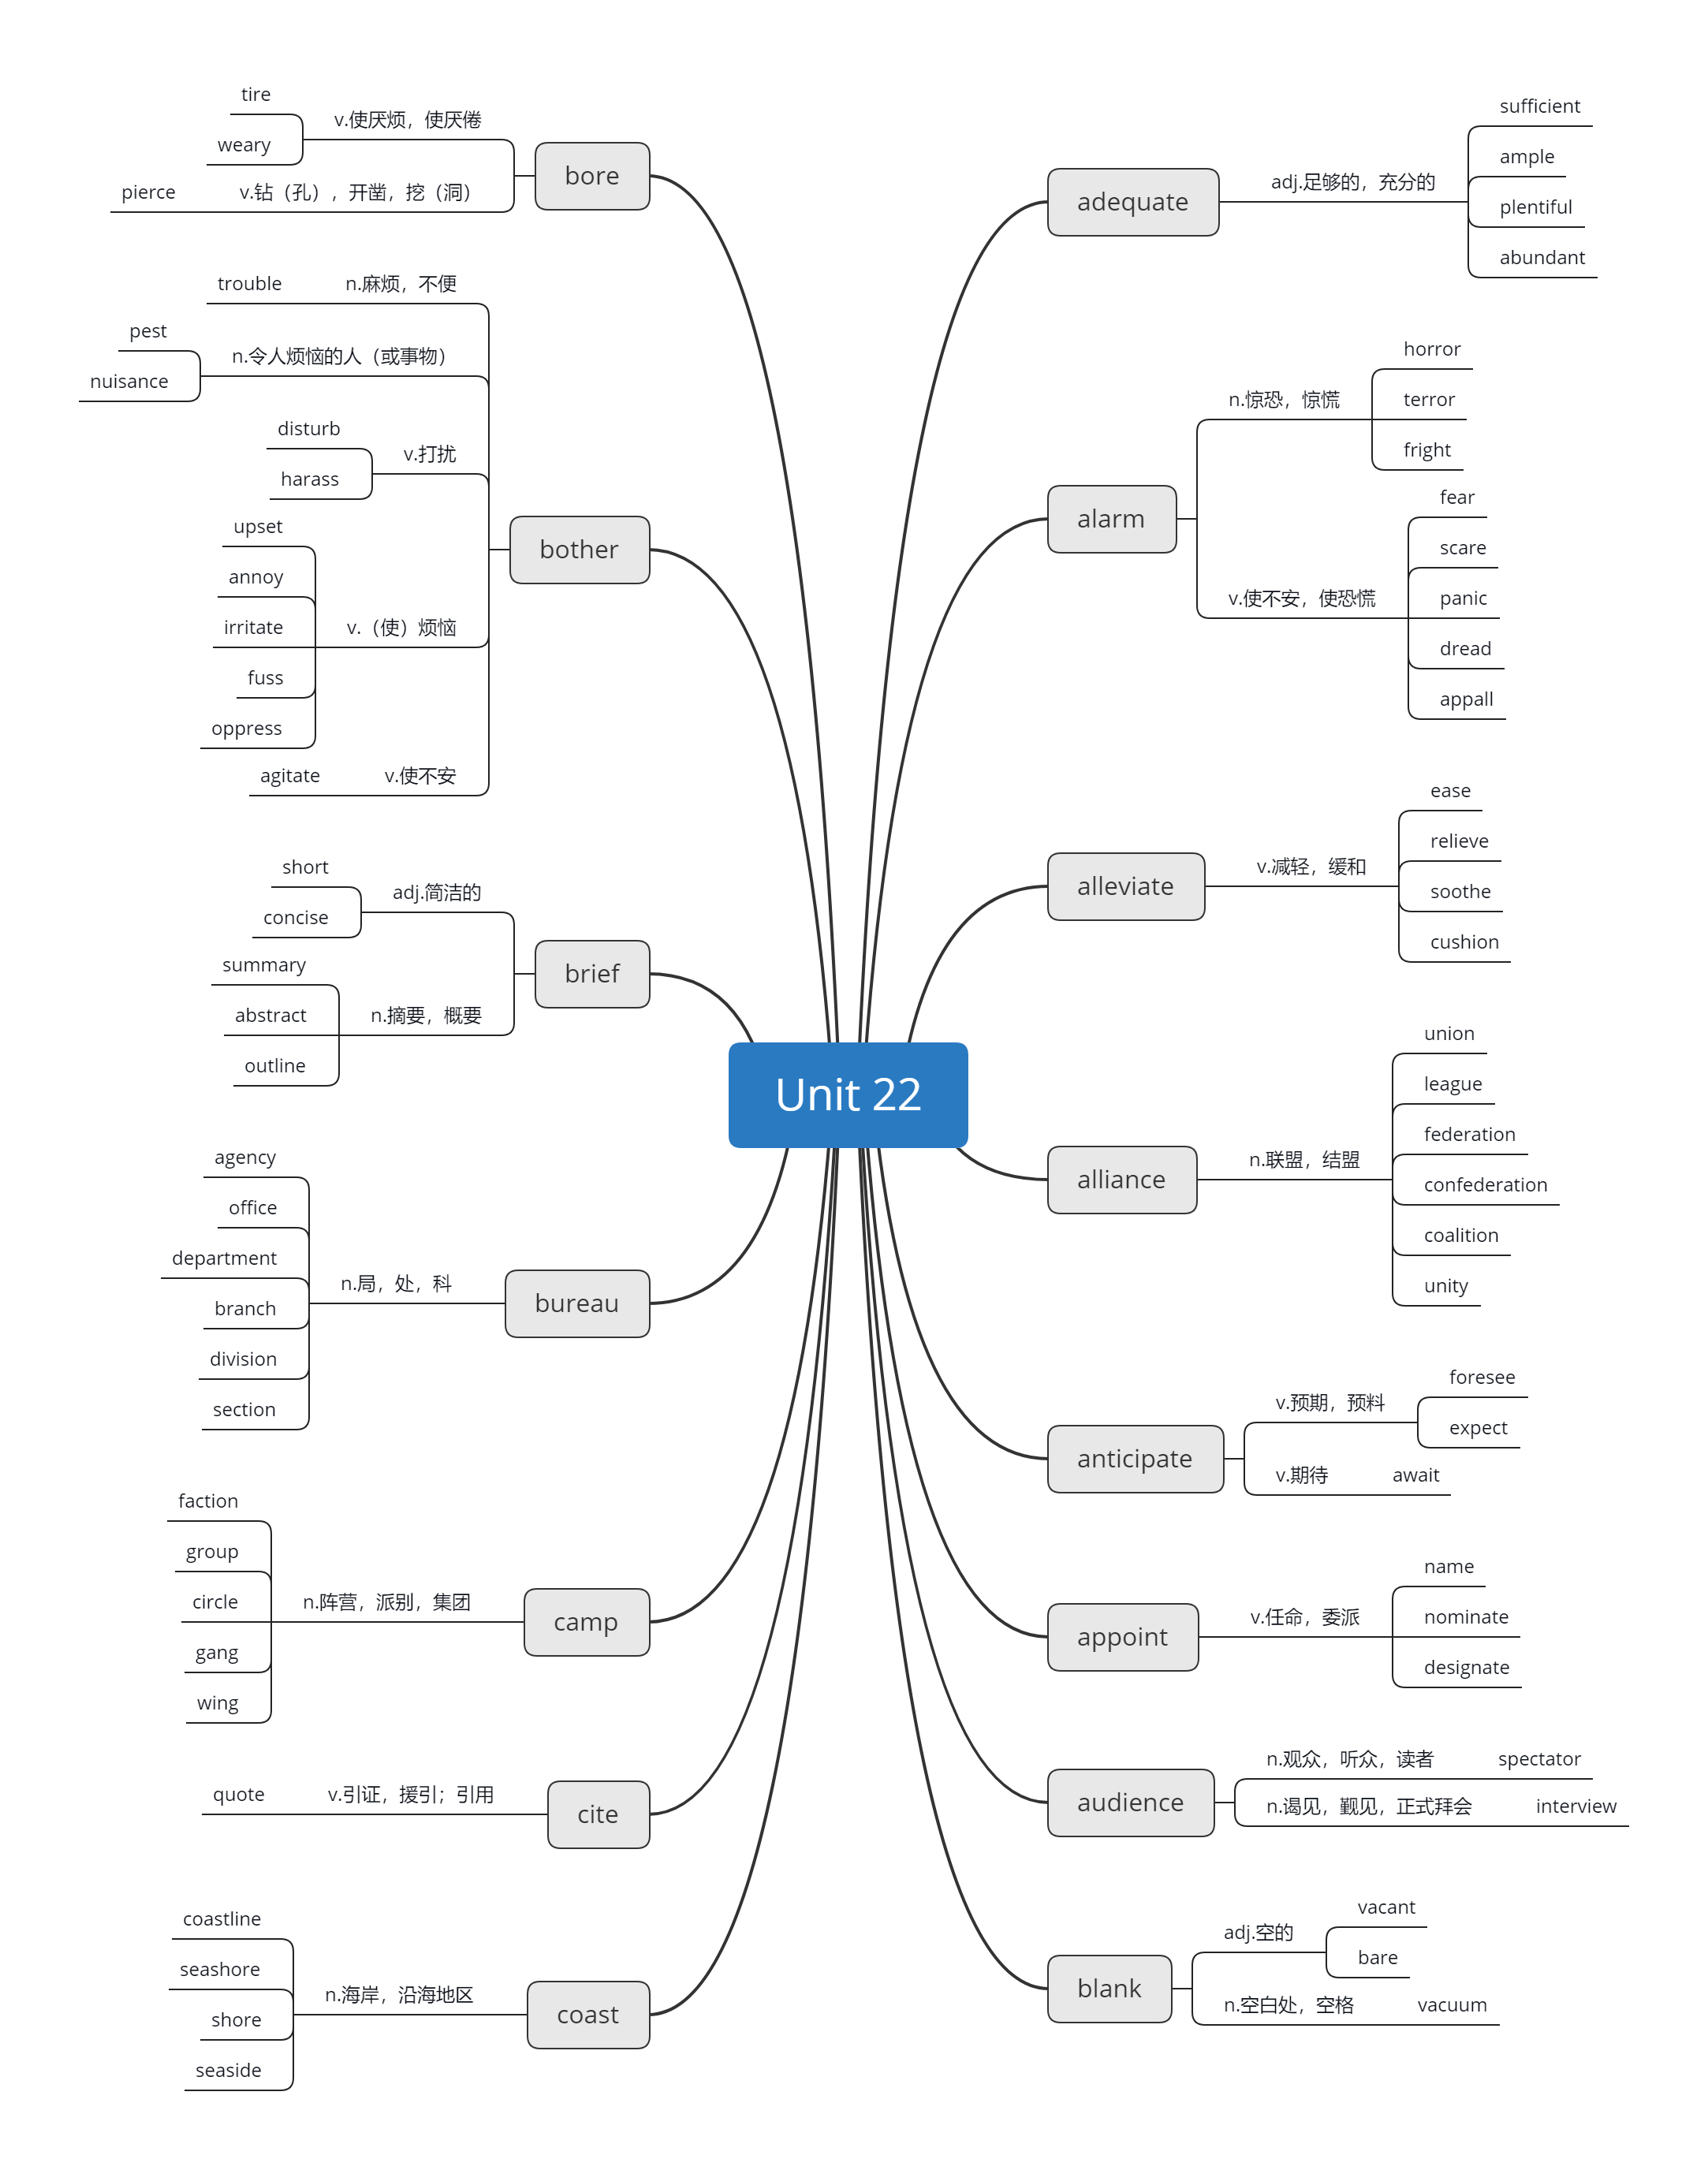 Unit 22
adequate
adj.足够的，充分的
sufficient
ample
plentiful
abundant
alarm
n.惊恐，惊慌
horror
terror
fright
v.使不安，使恐慌
fear
scare
panic
dread
appall
alleviate
v.减轻，缓和
ease
relieve
soothe
cushion
alliance
n.联盟，结盟
union
league
federation
confederation
coalition
unity
anticipate
v.预期，预料
foresee
expect
v.期待
await
appoint
v.任命，委派
name
nominate
designate
audience
n.观众，听众，读者
spectator
n.谒见，觐见，正式拜会
interview
blank
adj.空的
vacant
bare
n.空白处，空格
vacuum
bore
v.使厌烦，使厌倦
tire
weary
v.钻（孔），开凿，挖（洞）
pierce
bother
n.麻烦，不便
trouble
n.令人烦恼的人（或事物）
pest
nuisance
v.打扰
disturb
harass
v.（使）烦恼
upset
annoy
irritate
fuss
oppress
v.使不安
agitate
brief
adj.简洁的
short
concise
n.摘要，概要
summary
abstract
outline
bureau
n.局，处，科
agency
office
department
branch
division
section
camp
n.阵营，派别，集团
faction
group
circle
gang
wing
cite
v.引证，援引；引用
quote
coast
n.海岸，沿海地区
coastline
seashore
shore
seaside